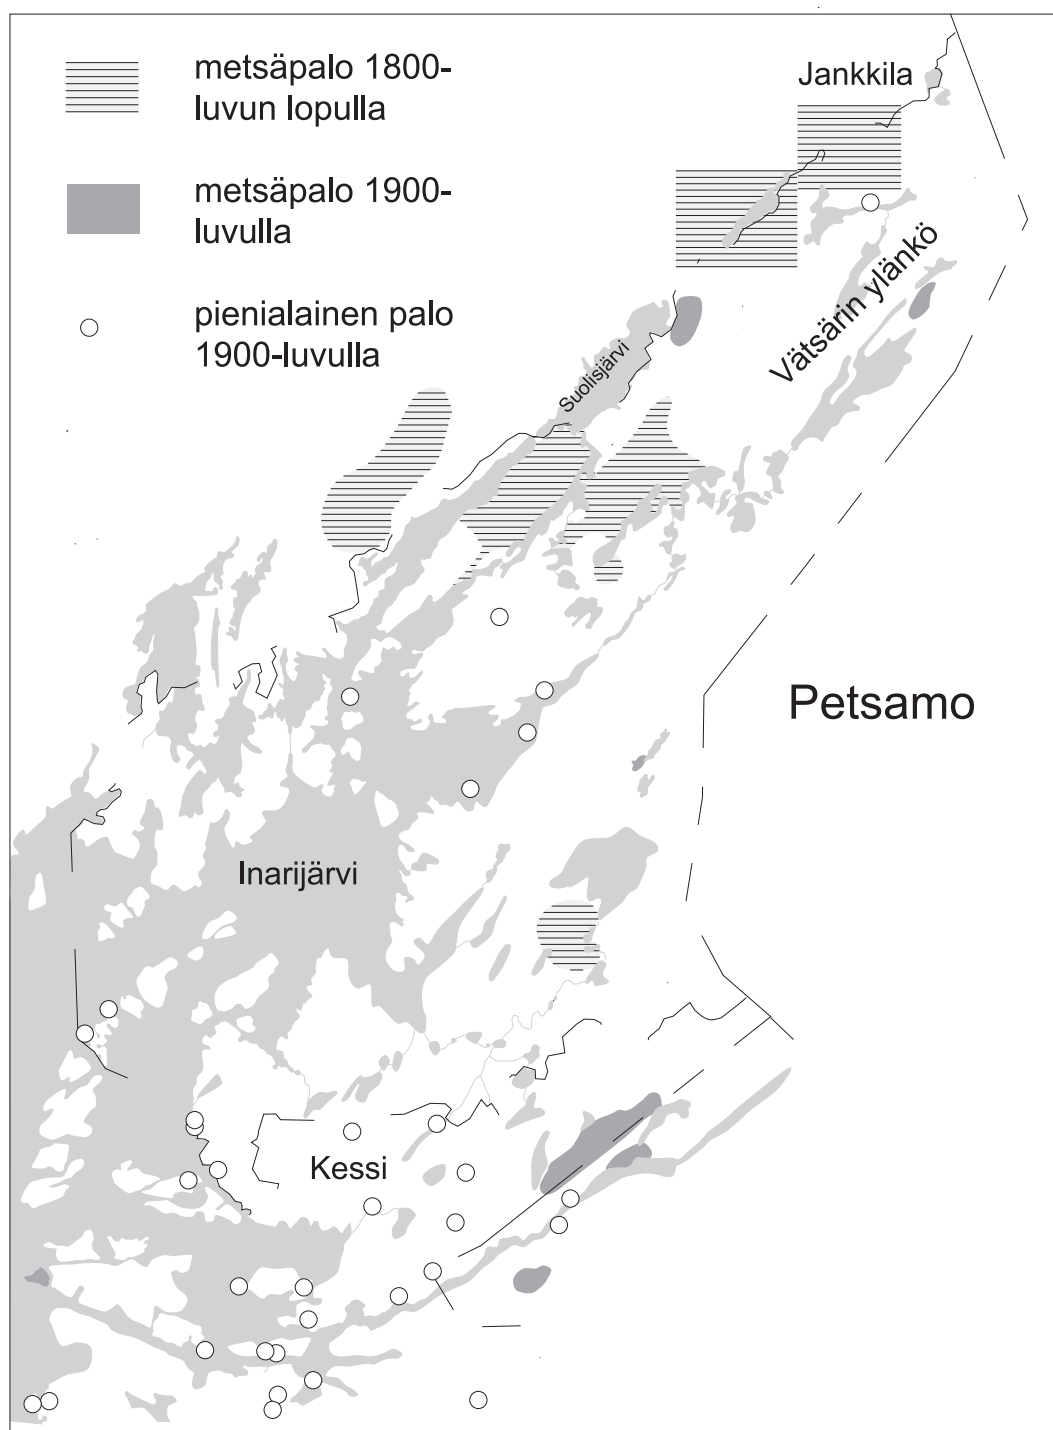 metsäpalo 1800-
luvun lopulla
metsäpalo 1900-
luvulla
pienialainen palo
1900-luvulla
Jankkila
Vätsärin ylänkö
Suolisjärvi
Petsamo
Inarijärvi
Kessi